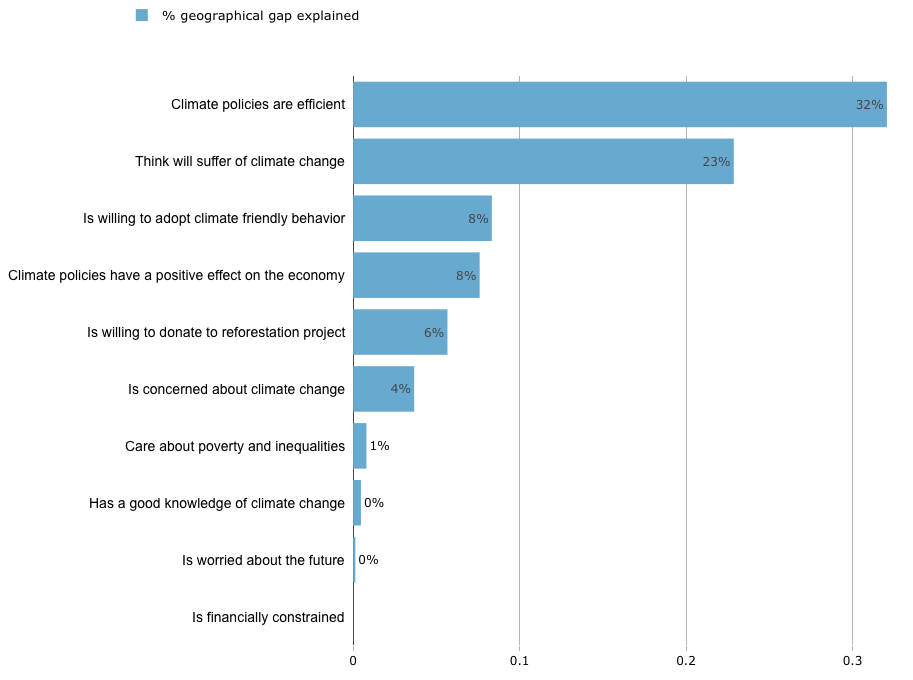 % geographical gap explained
Climate policies are efficient 32%
Think will suffer of climate change 23%
Is willing to adopt climate friendly behavior 8%
Climate policies have a positive effect on the economy 8%
Is willing to donate to reforestation project 6%
Is concerned about climate change 4%
Care about poverty and inequalities 1%
Has a good knowledge of climate change 0%
Is worried about the future 0%
Is financially constrained
0 0.1 0.2 0.3